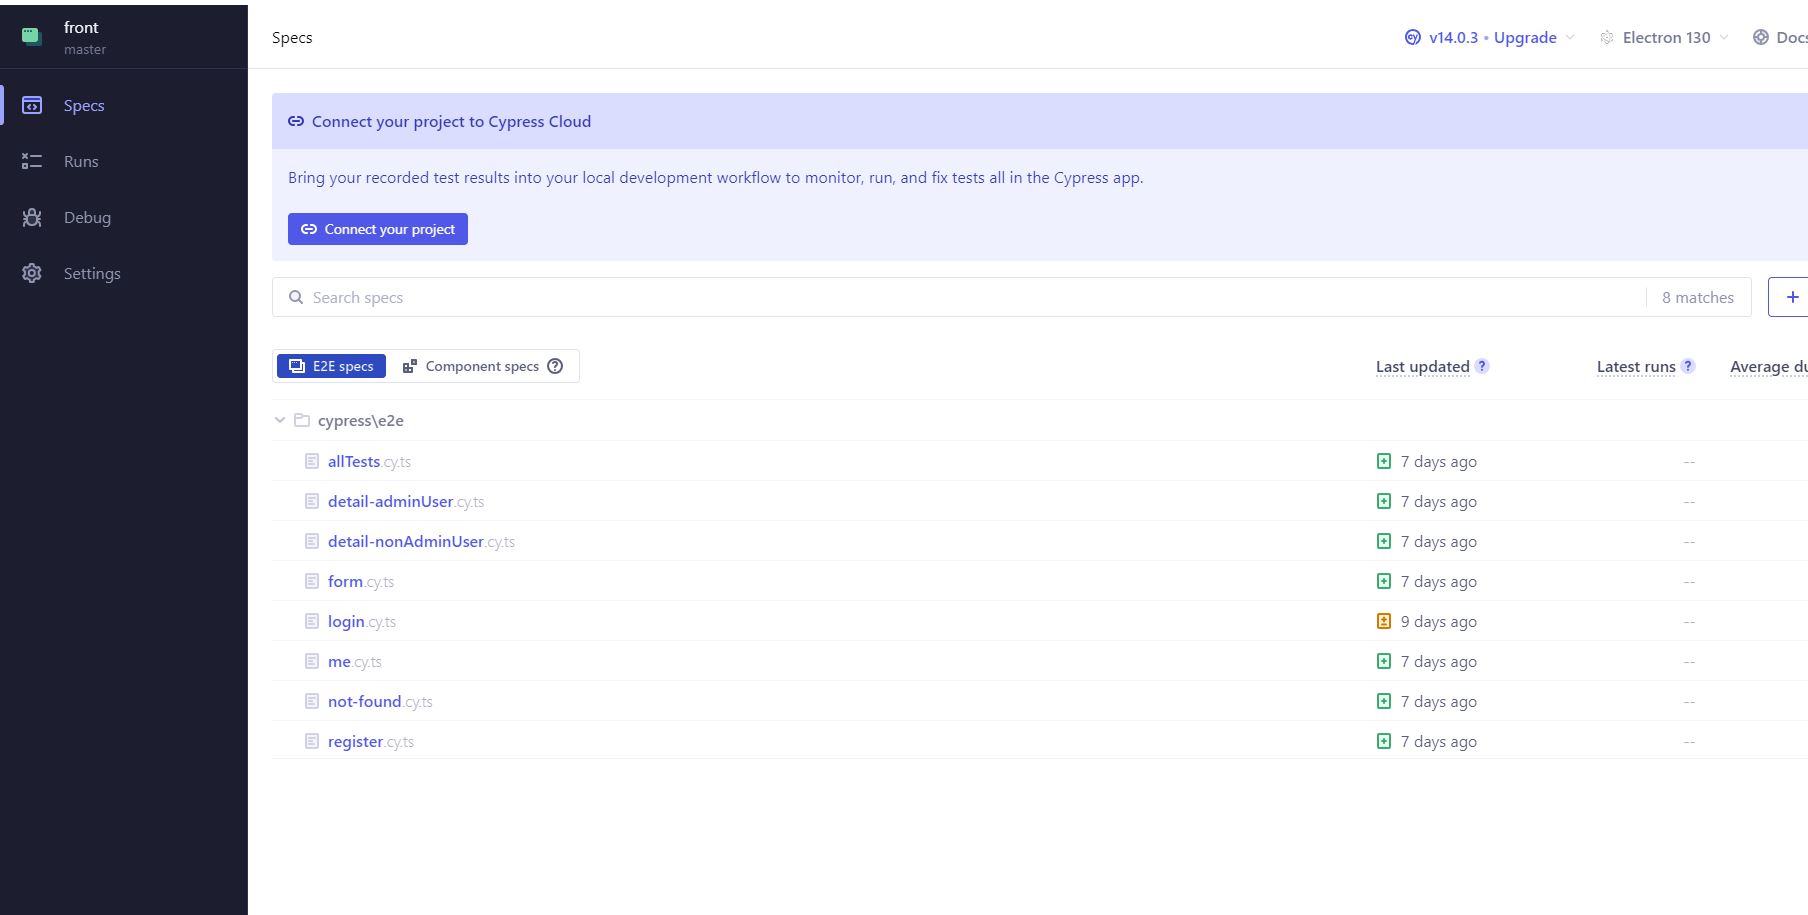 front
master
Specs
Runs
Debug
Settings
Specs
v14.0.3 • Upgrade
Electron 130
Docs
Connect your project to Cypress Cloud
Bring your recorded test results into your local development workflow to monitor, run, and fix tests all in the Cypress app.
Connect your project
Search specs
8 matches
+
E2E specs
Component specs ?
Last updated ?
Latest runs ?
Average du
cypress\e2e
allTests.cy.ts 7 days ago --
detail-adminUser.cy.ts 7 days ago --
detail-nonAdminUser.cy.ts 7 days ago --
form.cy.ts 7 days ago --
login.cy.ts 9 days ago --
me.cy.ts 7 days ago --
not-found.cy.ts 7 days ago --
register.cy.ts 7 days ago --